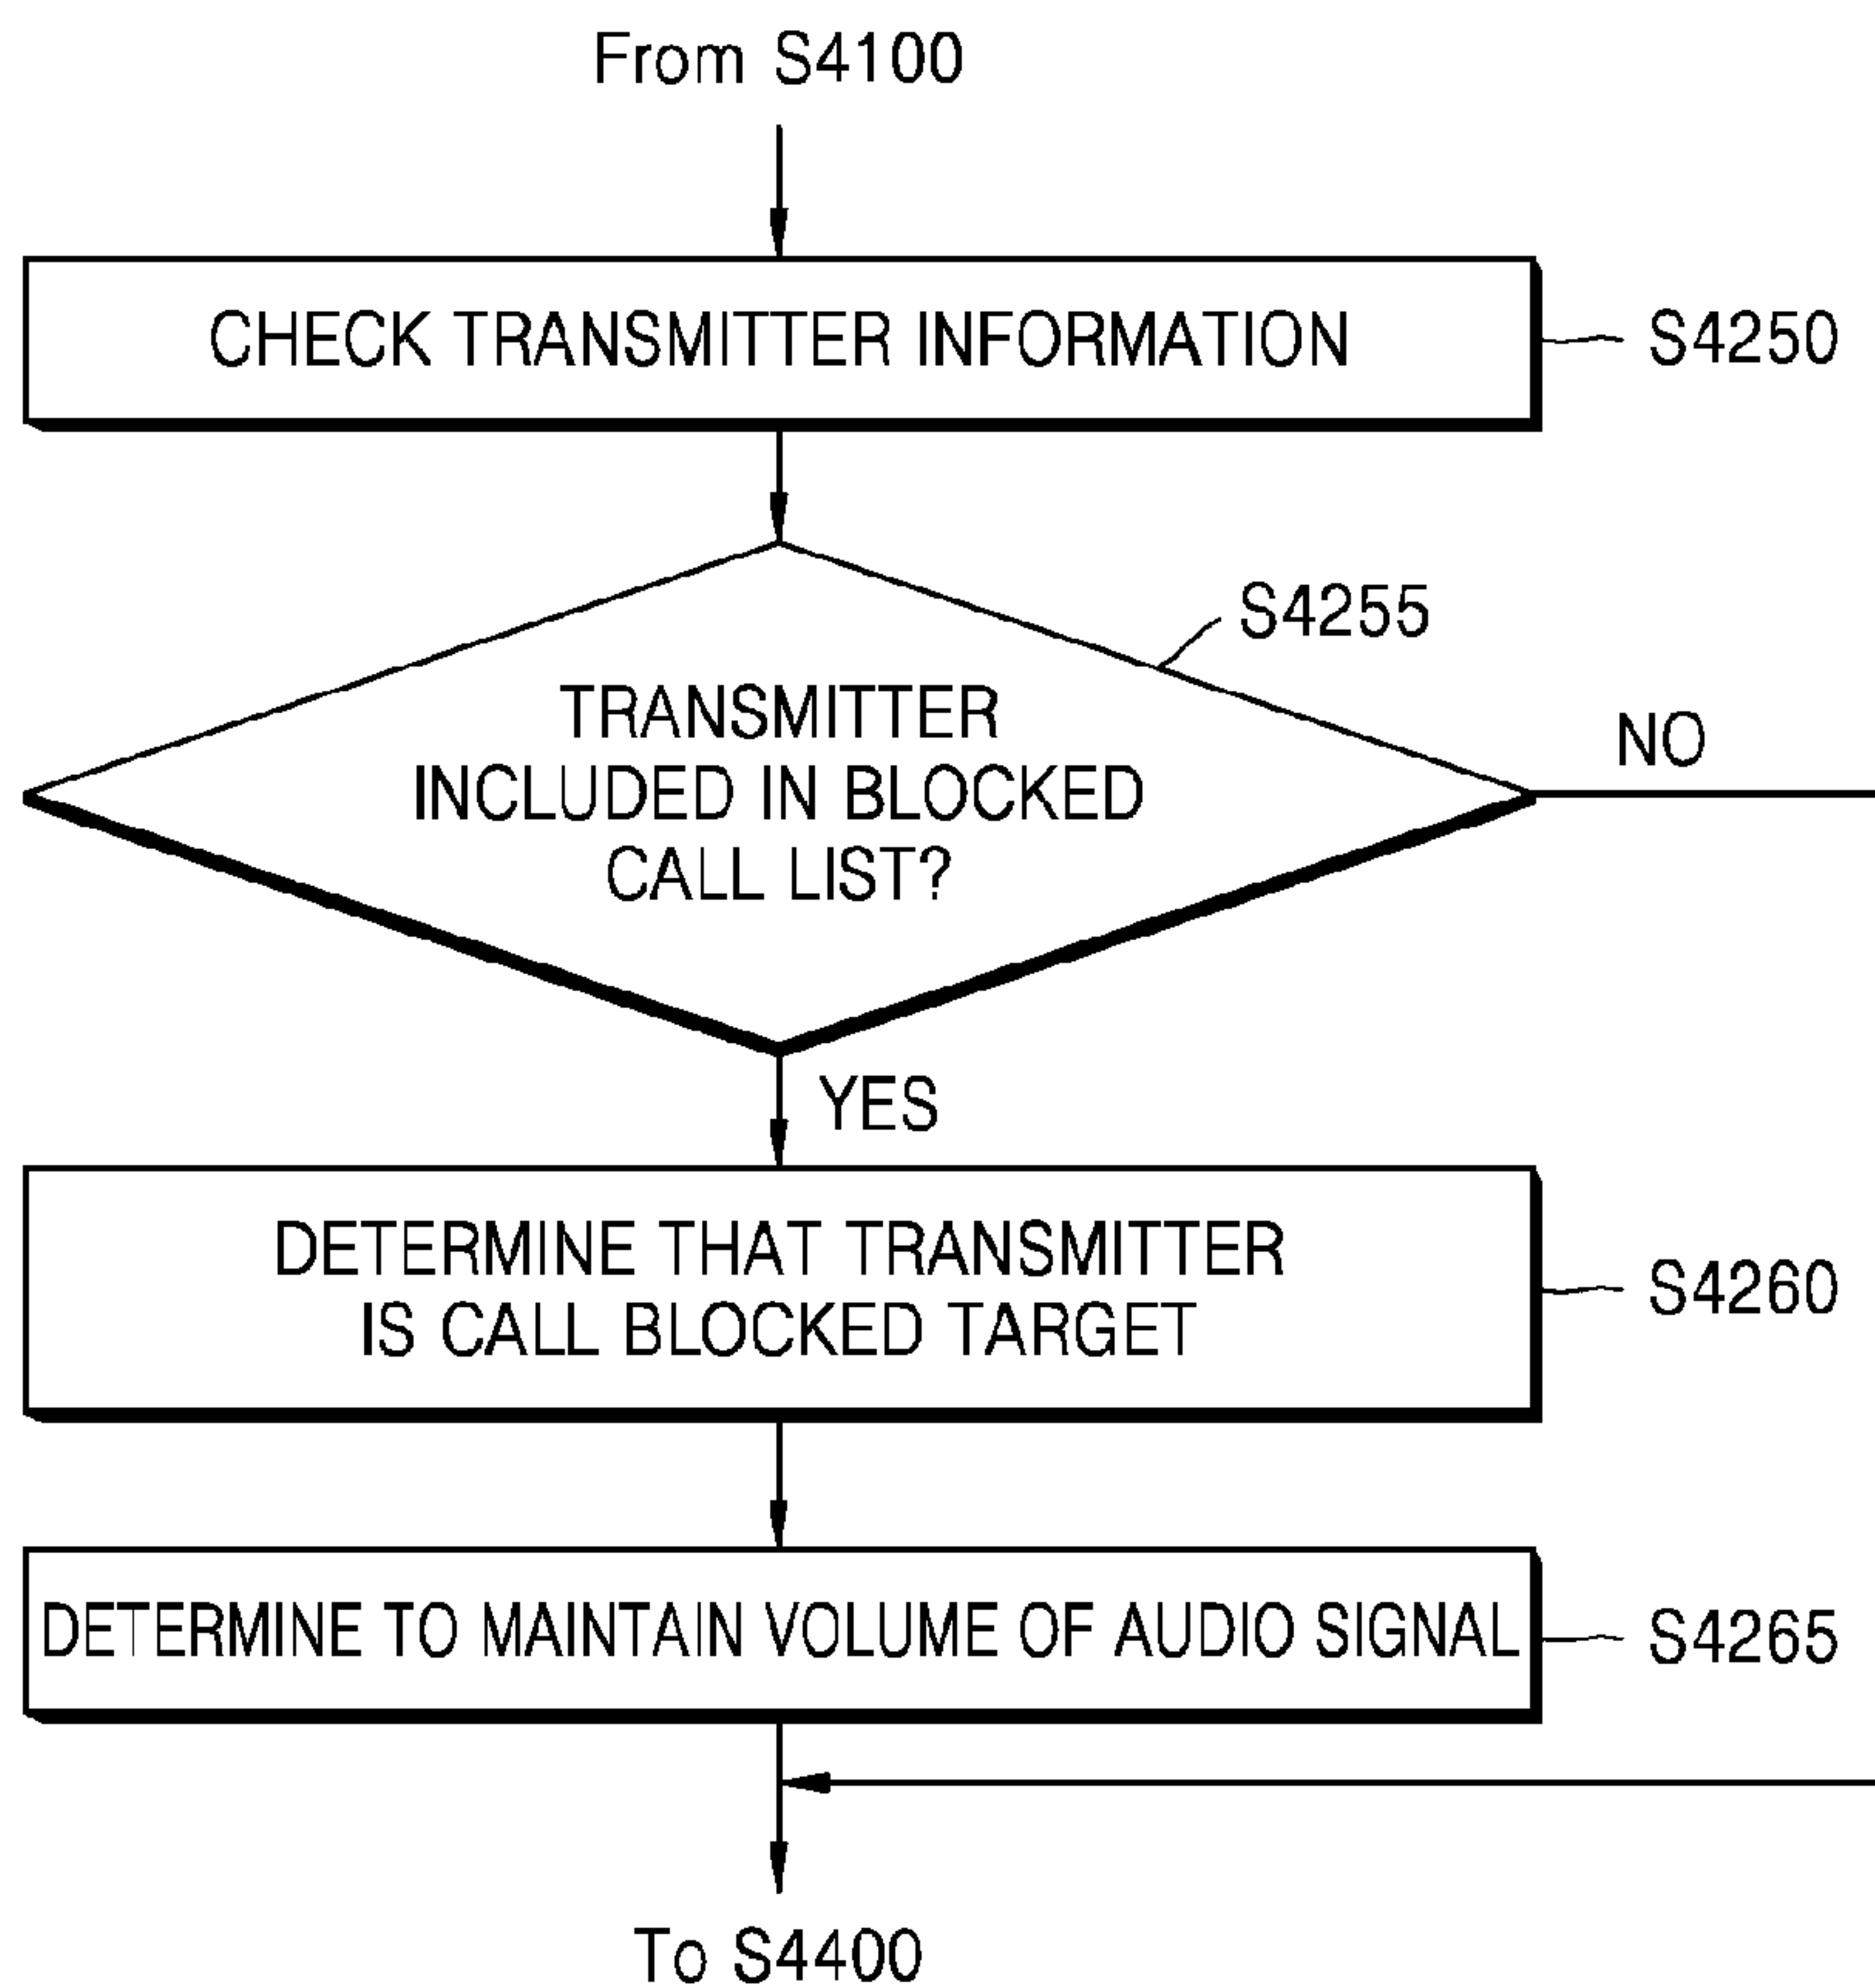 From S4100
CHECK TRANSMITTER INFORMATION
S4250
S4255
TRANSMITTER
INCLUDED IN BLOCKED
CALL LIST?
NO
YES
DETERMINE THAT TRANSMITTER
IS CALL BLOCKED TARGET
S4260
DETERMINE TO MAINTAIN VOLUME OF AUDIO SIGNAL
S4265
To S4400